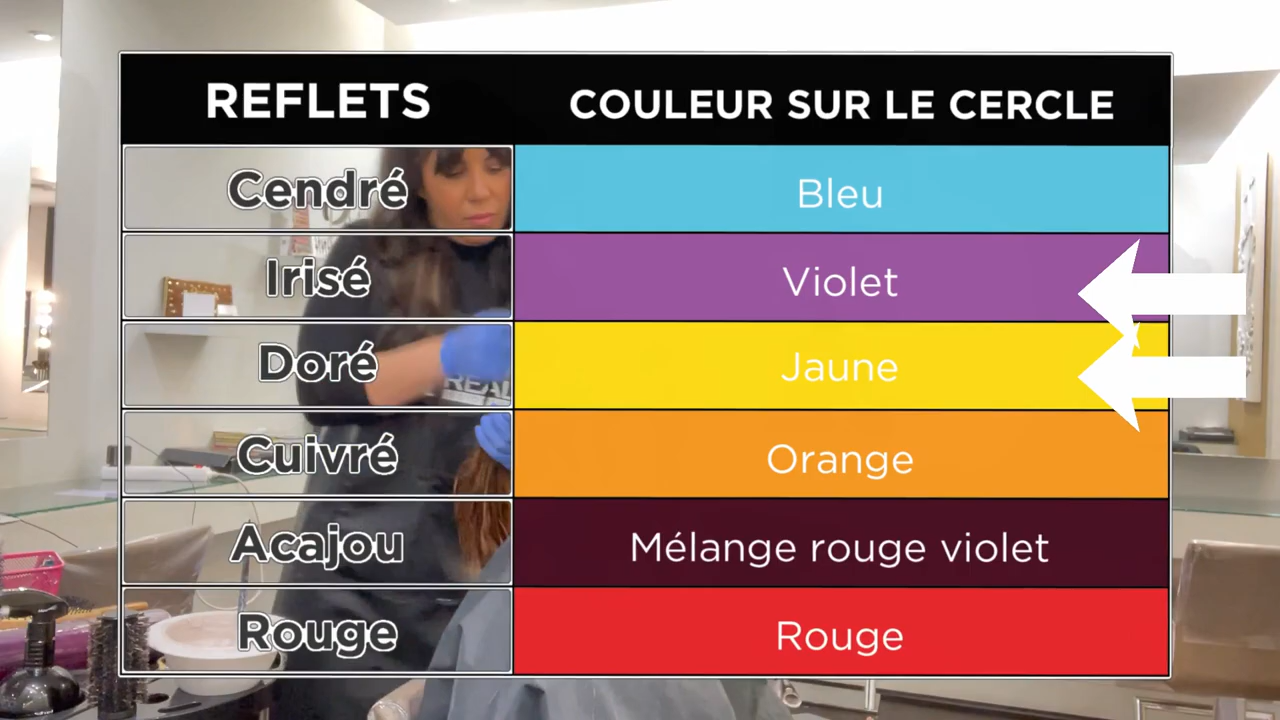 REFLETS COULEUR SUR LE CERCLE
Cendré Bleu
Irisé Violet
Doré Jaune
Cuivré Orange
Acajou Mélange rouge violet
Rouge Rouge